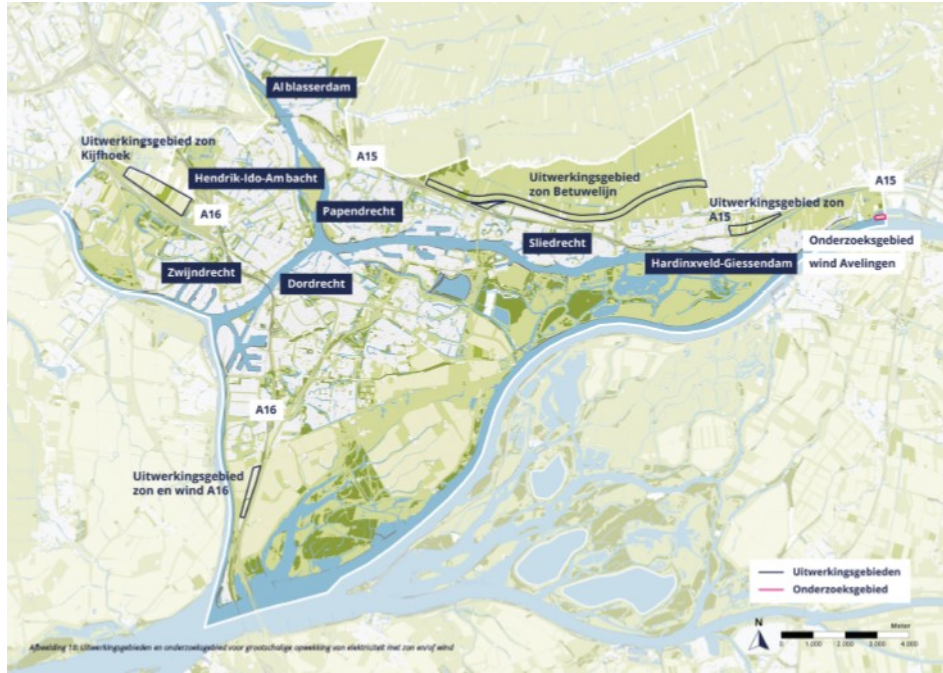 Alblasserdam
Uitwerkingsgebied zon
Kijfhoek
A15
Hendrik-Ido-Ambacht
Uitwerkingsgebied
zon Betuwelijn
A15
Uitwerkingsgebied zon
A15
A16
Papendrecht
Sliedrecht
Onderzoeksgebied
wind Avelingen
Zwijndrecht
Dordrecht
Hardinxveld-Giessendam
A16
Uitwerkingsgebied
zon en wind A16
Uitwerkingsgebieden
Onderzoeksgebied
N
Meter
0 1.000 2.000 3.000 4.000
Afbeelding 18: Uitwerkingsgebieden en onderzoeksgebied voor grootschalige opwekking van elektriciteit met zon en/of wind